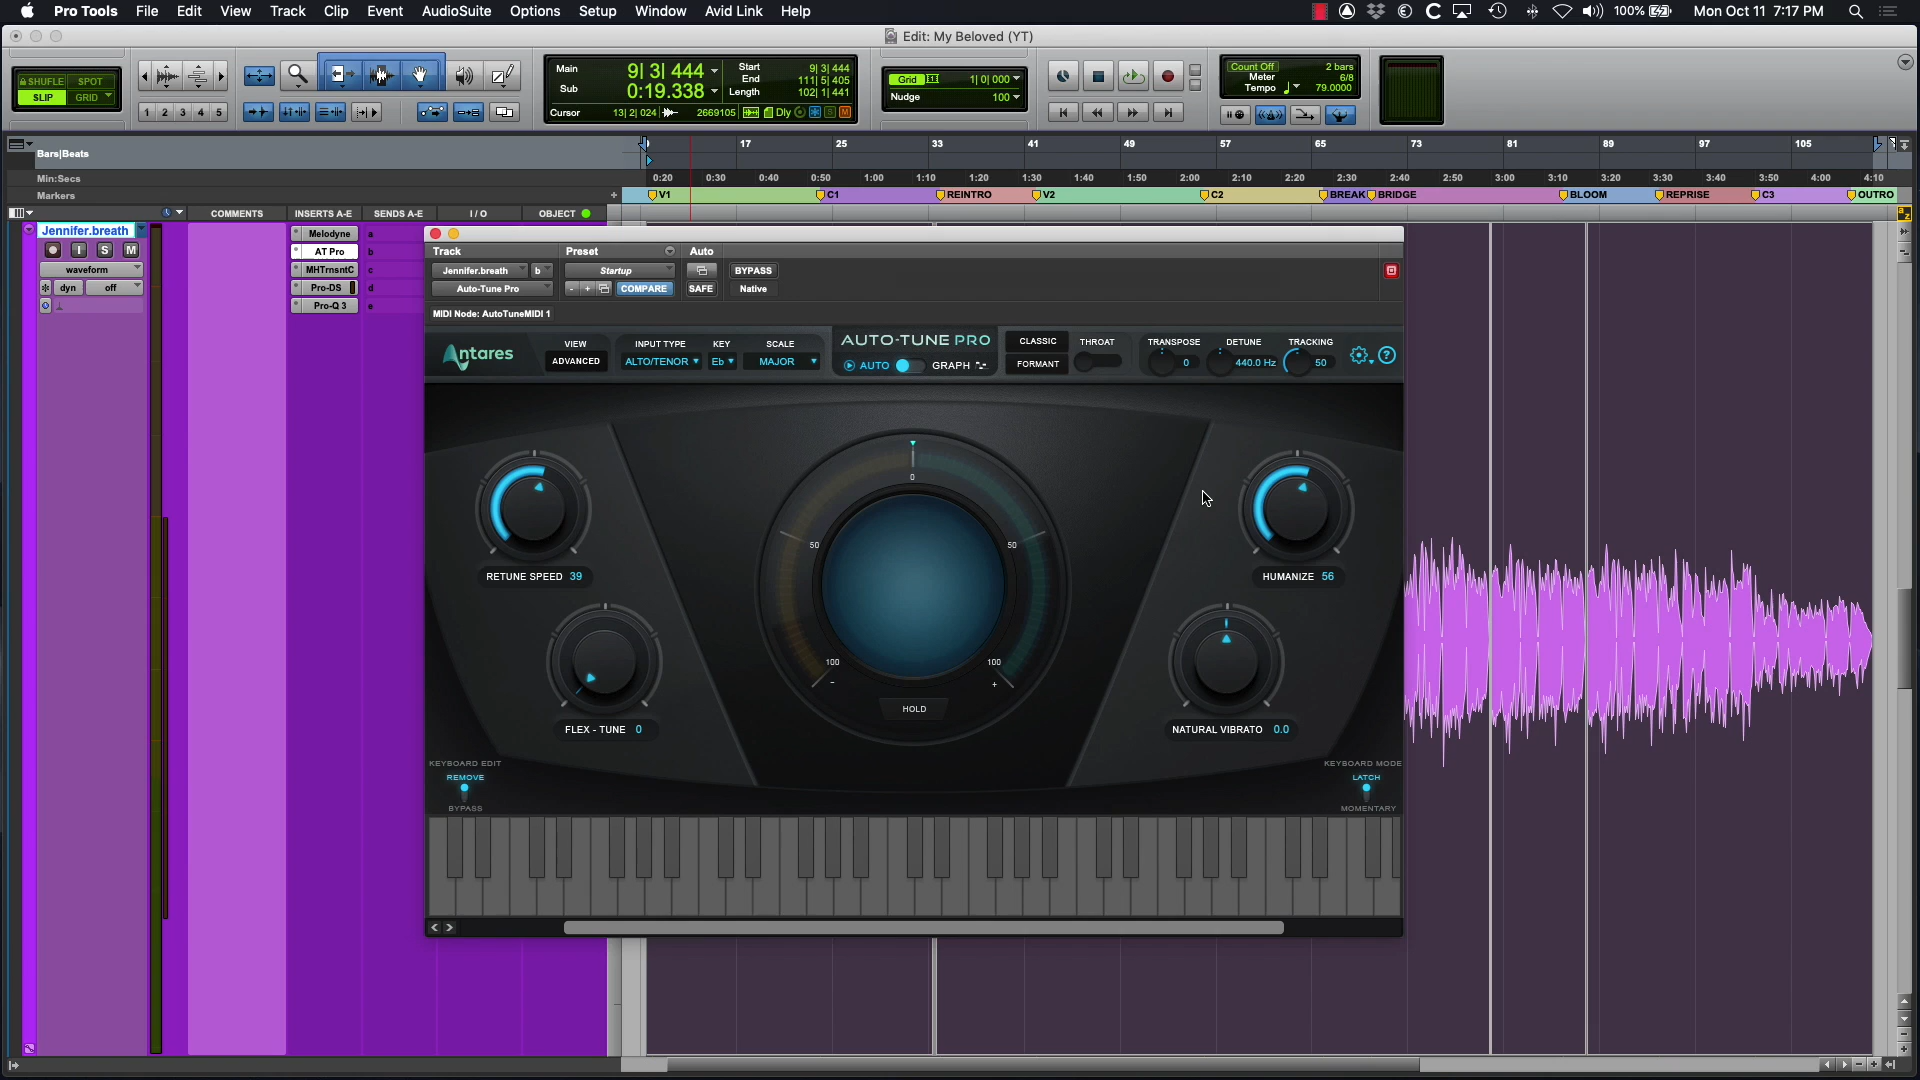 Pro Tools File Edit View Track Clip Event AudioSuite Options Setup Window Avid Link Help 100% Mon Oct 11 7:17 PM
Edit: My Beloved (YT)
SHUFLE SPOT
SLIP GRID
1 2 3 4 5
Main 9| 3| 444
Sub 0:19.338
Start 9| 3| 444
End 111| 5| 405
Length 102| 1| 441
Cursor 13| 2| 024 2669105 Dly S M
Grid 1| 0| 000
Nudge 100
Count Off 2 bars
Meter 6/8
Tempo 79.0000
Bars|Beats 17 25 33 41 49 57 65 73 81 89 97 105
Min:Secs 0:20 0:30 0:40 0:50 1:00 1:10 1:20 1:30 1:40 1:50 2:00 2:10 2:20 2:30 2:40 2:50 3:00 3:10 3:20 3:30 3:40 3:50 4:00 4:10
Markers + V1 C1 REINTRO V2 C2 BREAK BRIDGE BLOOM REPRISE C3 OUTRO
COMMENTS INSERTS A-E SENDS A-E I / O OBJECT
Jennifer.breath
I S M
waveform
dyn off
Melodyne a
AT Pro b
MHTrnsntC c
Pro-DS d
Pro-Q 3 e
Track Preset Auto
Jennifer.breath b Startup BYPASS
Auto-Tune Pro - + COMPARE SAFE Native
MIDI Node: AutoTuneMIDI 1
Antares
VIEW
ADVANCED
INPUT TYPE KEY SCALE
ALTO/TENOR Eb MAJOR
AUTO-TUNE PRO
AUTO GRAPH
CLASSIC
FORMANT
THROAT
TRANSPOSE DETUNE TRACKING
0 440.0 Hz 50
?
0
50 50
100 100
- +
HOLD
RETUNE SPEED 39
HUMANIZE 56
FLEX - TUNE 0
NATURAL VIBRATO 0.0
KEYBOARD EDIT
REMOVE
BYPASS
KEYBOARD MODE
LATCH
MOMENTARY